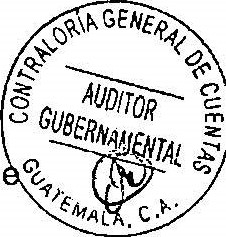 CONTRALORÍA GENERAL DE CUENTAS
AUDITOR
GUBERNAMENTAL
GUATEMALA, C.A.